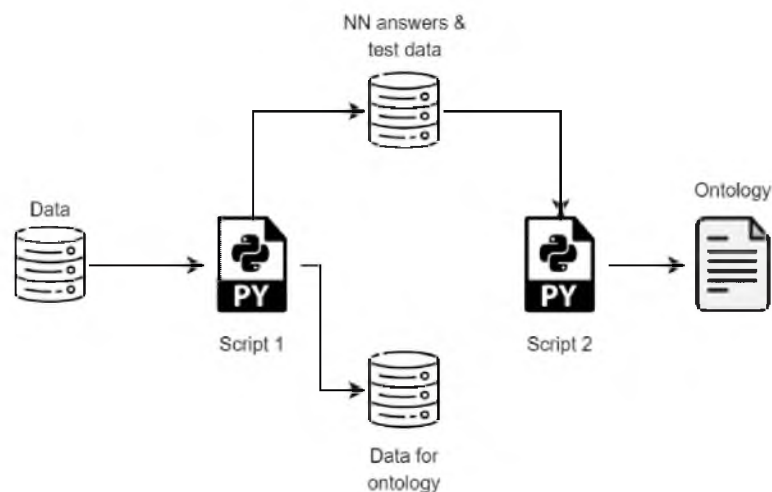 NN answers &
test data
Data
Ontology
PY
PY
Script 1
Script 2
Data for
ontology